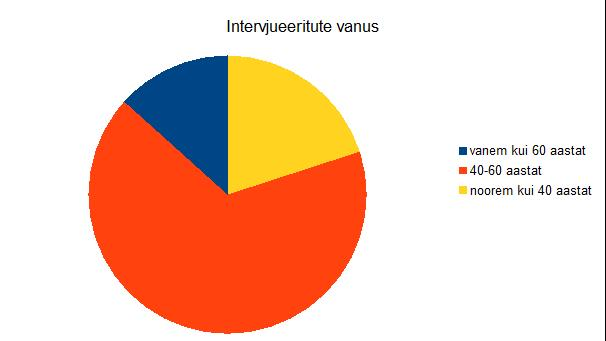 Intervjueeritute vanus
vanem kui 60 aastat
40-60 aastat
noorem kui 40 aastat